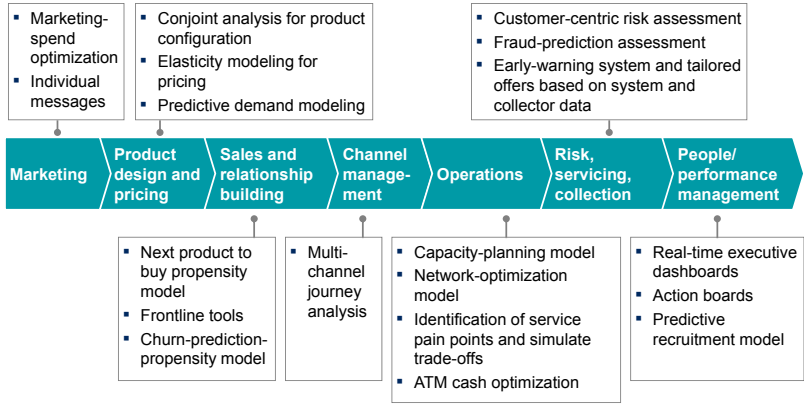 ▪ Marketing-
spend
optimization
▪ Individual
messages
▪ Conjoint analysis for product
configuration
▪ Elasticity modeling for
pricing
▪ Predictive demand modeling
▪ Customer-centric risk assessment
▪ Fraud-prediction assessment
▪ Early-warning system and tailored
offers based on system and
collector data
Marketing
Product
design and
pricing
Sales and
relationship
building
Channel
manage-
ment
Operations
Risk,
servicing,
collection
People/
performance
management
▪ Next product to
buy propensity
model
▪ Frontline tools
▪ Churn-prediction-
propensity model
▪ Multi-
channel
journey
analysis
▪ Capacity-planning model
▪ Network-optimization
model
▪ Identification of service
pain points and simulate
trade-offs
▪ ATM cash optimization
▪ Real-time executive
dashboards
▪ Action boards
▪ Predictive
recruitment model